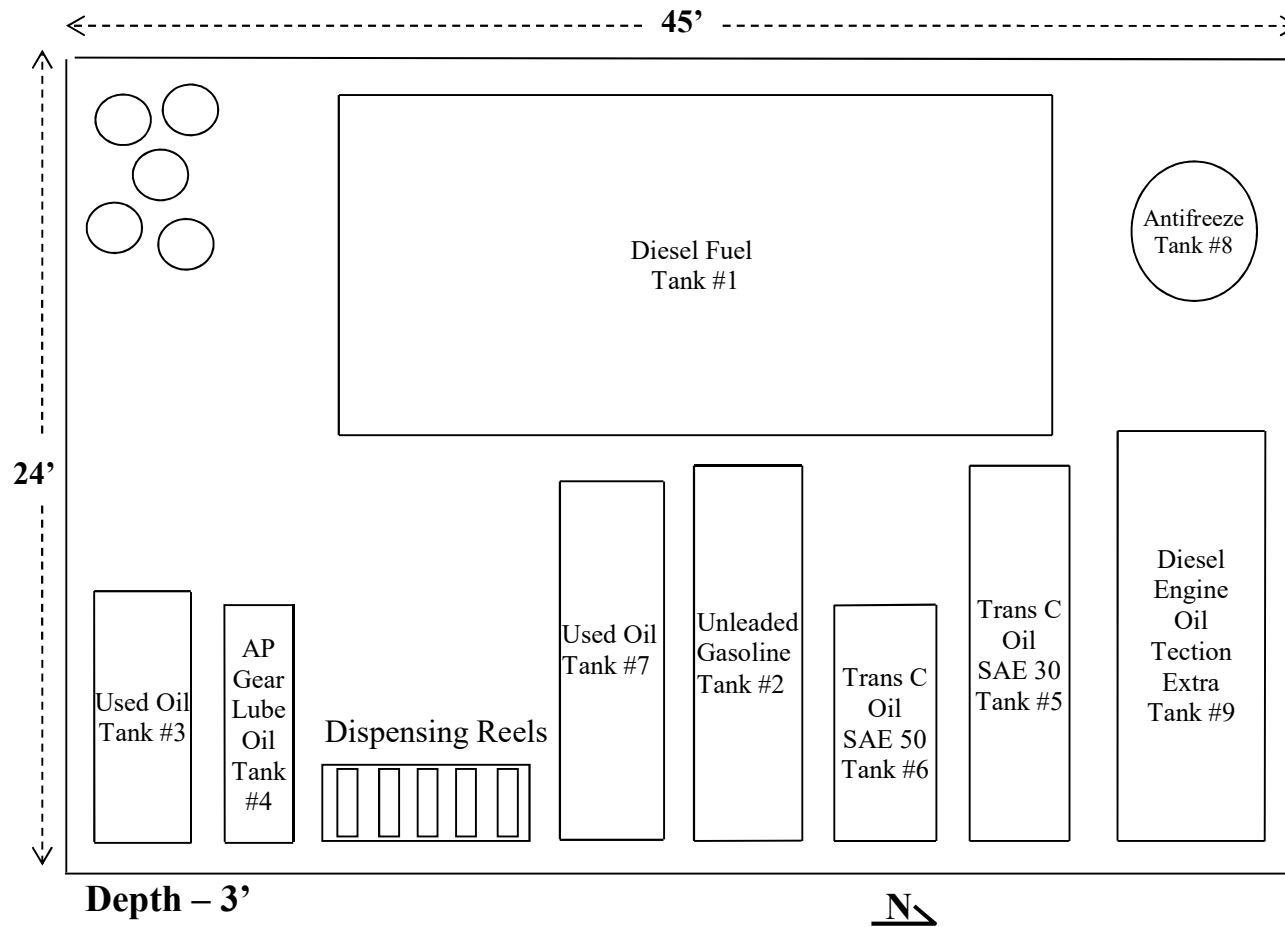 45’
Diesel Fuel
Tank #1
Antifreeze
Tank #8
24’
Used Oil
Tank #3
AP
Gear
Lube
Oil
Tank
#4
Dispensing Reels
Used Oil
Tank #7
Unleaded
Gasoline
Tank #2
Trans C
Oil
SAE 50
Tank #6
Trans C
Oil
SAE 30
Tank #5
Diesel
Engine
Oil
Tection
Extra
Tank #9
Depth – 3’
N